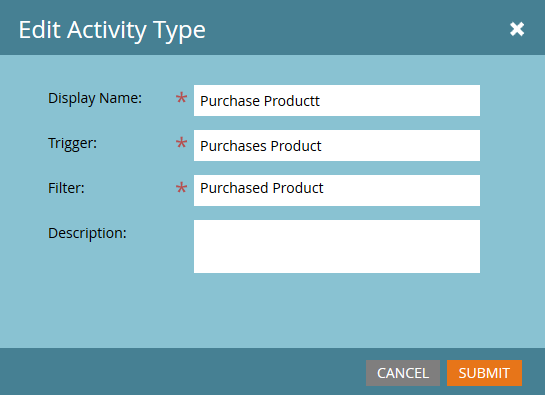 Edit Activity Type
Display Name: * Purchase Productt
Trigger: * Purchases Product
Filter: * Purchased Product
Description:
CANCEL SUBMIT